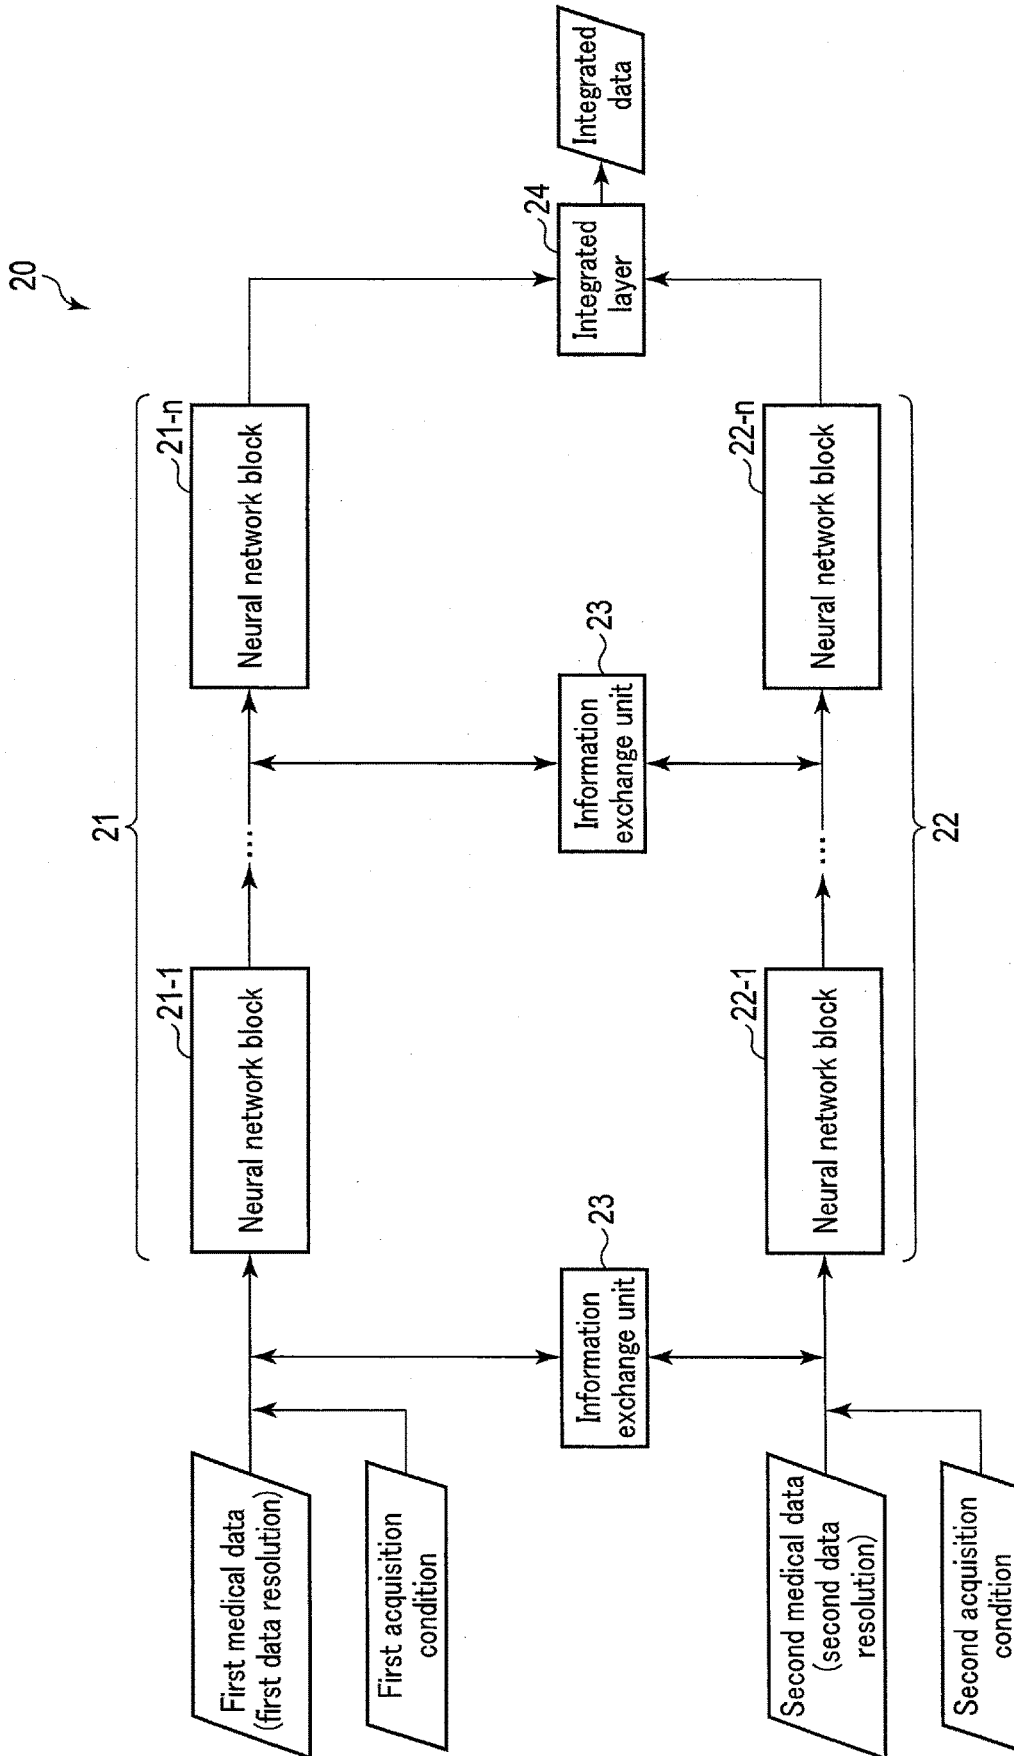 20
21
21-1
21-n
First medical data
(first data resolution)
Neural network block
...
Neural network block
First acquisition
condition
23
23
24
Information
exchange unit
Information
exchange unit
Integrated
layer
Integrated
data
22-1
22-n
Second medical data
(second data
resolution)
Neural network block
...
Neural network block
22
Second acquisition
condition